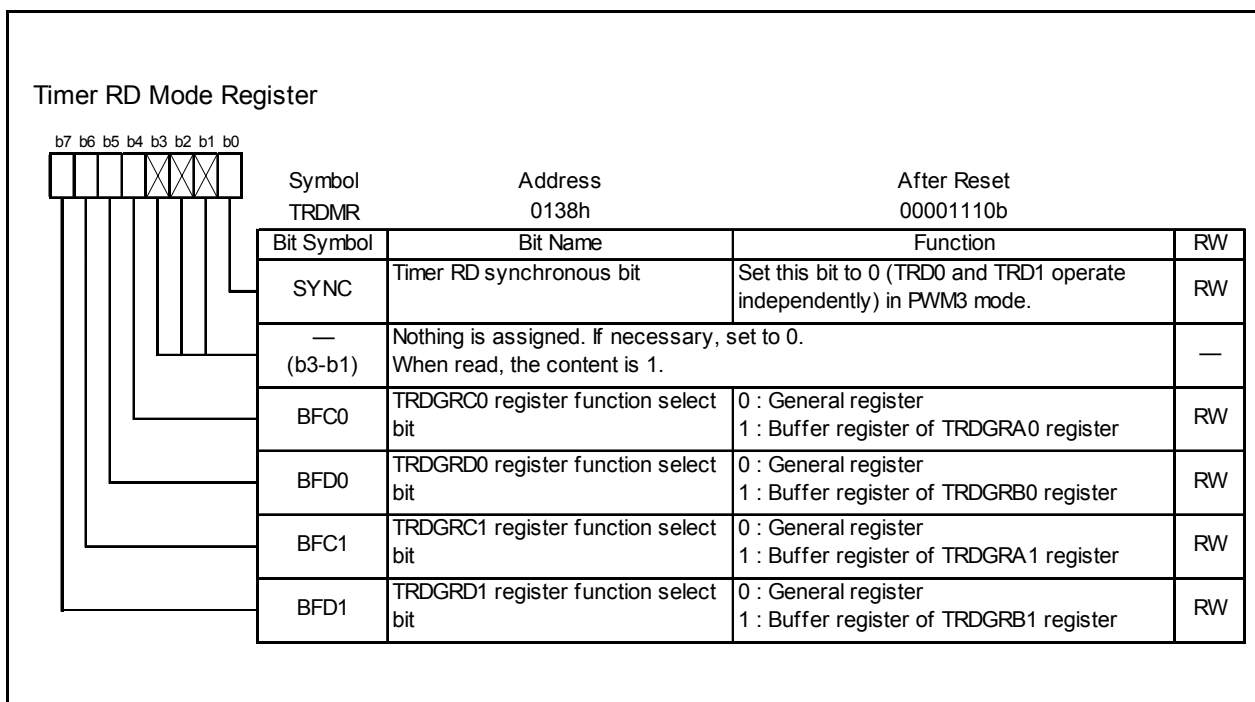 Timer RD Mode Register
b7 b6 b5 b4 b3 b2 b1 b0
Symbol Address After Reset
TRDMR 0138h 00001110b
Bit Symbol Bit Name Function RW
SYNC Timer RD synchronous bit Set this bit to 0 (TRD0 and TRD1 operate independently) in PWM3 mode. RW
— (b3-b1) Nothing is assigned. If necessary, set to 0.
When read, the content is 1. —
BFC0 TRDGRC0 register function select bit 0 : General register
1 : Buffer register of TRDGRA0 register RW
BFD0 TRDGRD0 register function select bit 0 : General register
1 : Buffer register of TRDGRB0 register RW
BFC1 TRDGRC1 register function select bit 0 : General register
1 : Buffer register of TRDGRA1 register RW
BFD1 TRDGRD1 register function select bit 0 : General register
1 : Buffer register of TRDGRB1 register RW